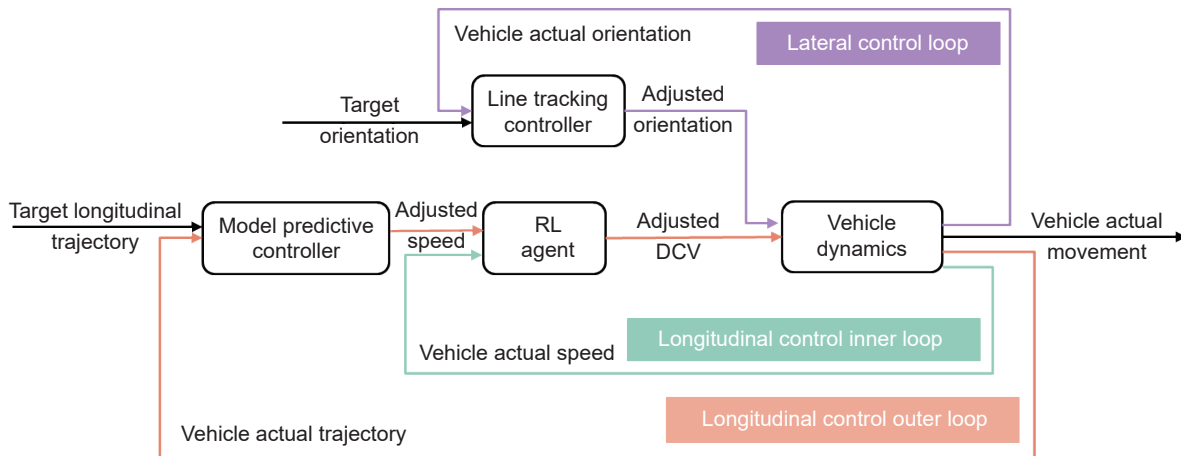 Vehicle actual orientation
Lateral control loop
Target
orientation
Line tracking
controller
Adjusted
orientation
Target longitudinal
trajectory
Model predictive
controller
Adjusted
speed
RL
agent
Adjusted
DCV
Vehicle
dynamics
Vehicle actual
movement
Longitudinal control inner loop
Vehicle actual speed
Longitudinal control outer loop
Vehicle actual trajectory